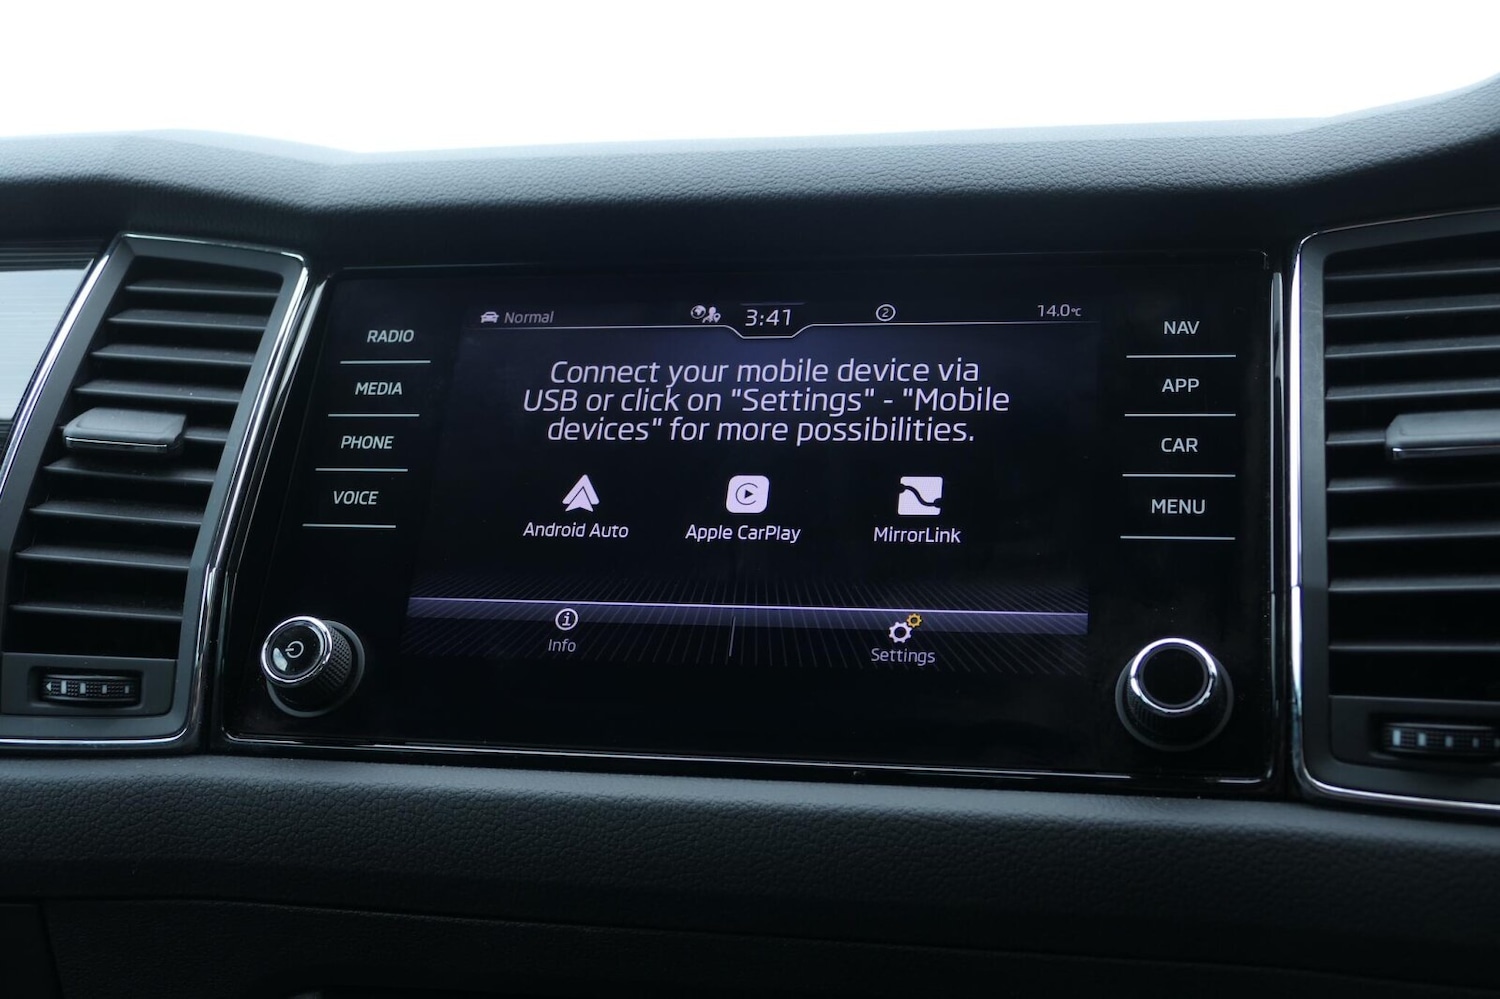 Normal
3:41
2
14.0°C
RADIO
MEDIA
PHONE
VOICE
Connect your mobile device via
USB or click on "Settings" - "Mobile
devices" for more possibilities.
Android Auto
Apple CarPlay
MirrorLink
Info
Settings
NAV
APP
CAR
MENU